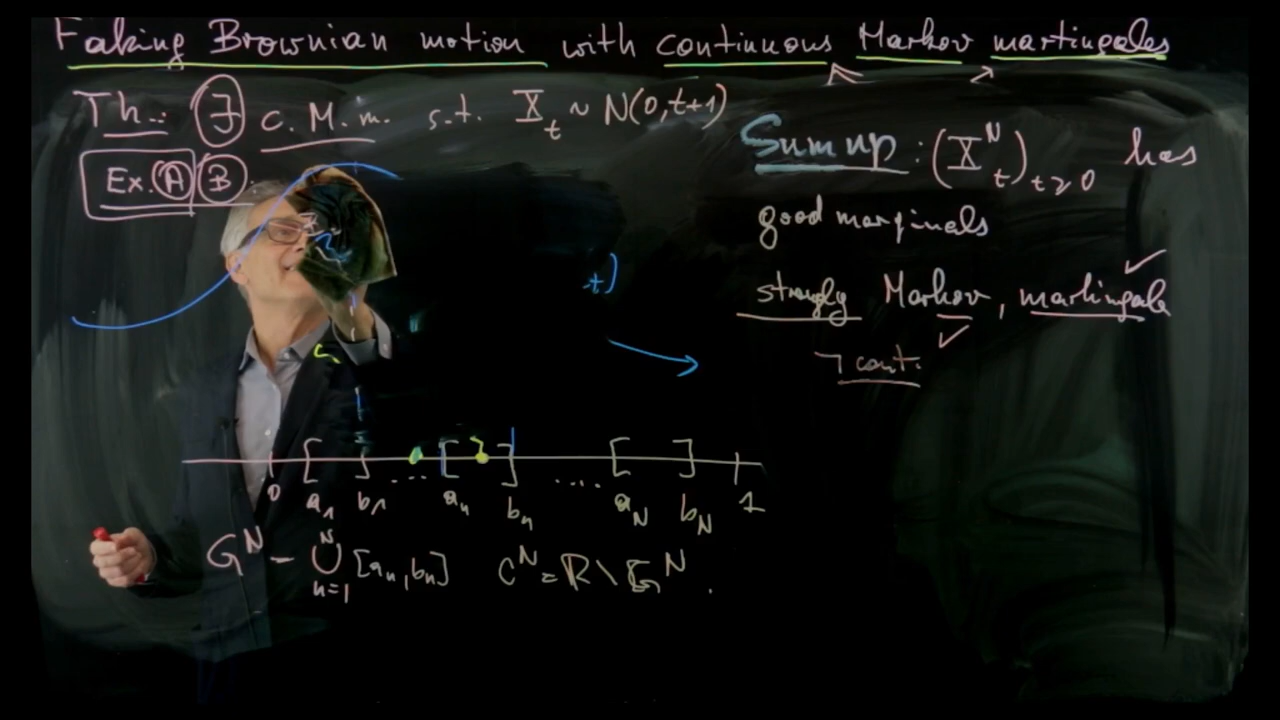 Faking Brownian motion with continuous Markov martingales
Th.: ∃ c. M. m. s.t. X_t ~ N(0,t+1)
Ex. A B.
Sum up: (X_t^N)_{t≥0} has
good marginals
strongly Markov ✓, martingale ✓
¬ cont.
t)
0 [ a_1 ] b_1 ... [ a_n ] b_n .... [ a_N ] b_N 1
G^N = ⋃_{n=1}^N [a_n, b_n] C^N = R \ G^N.